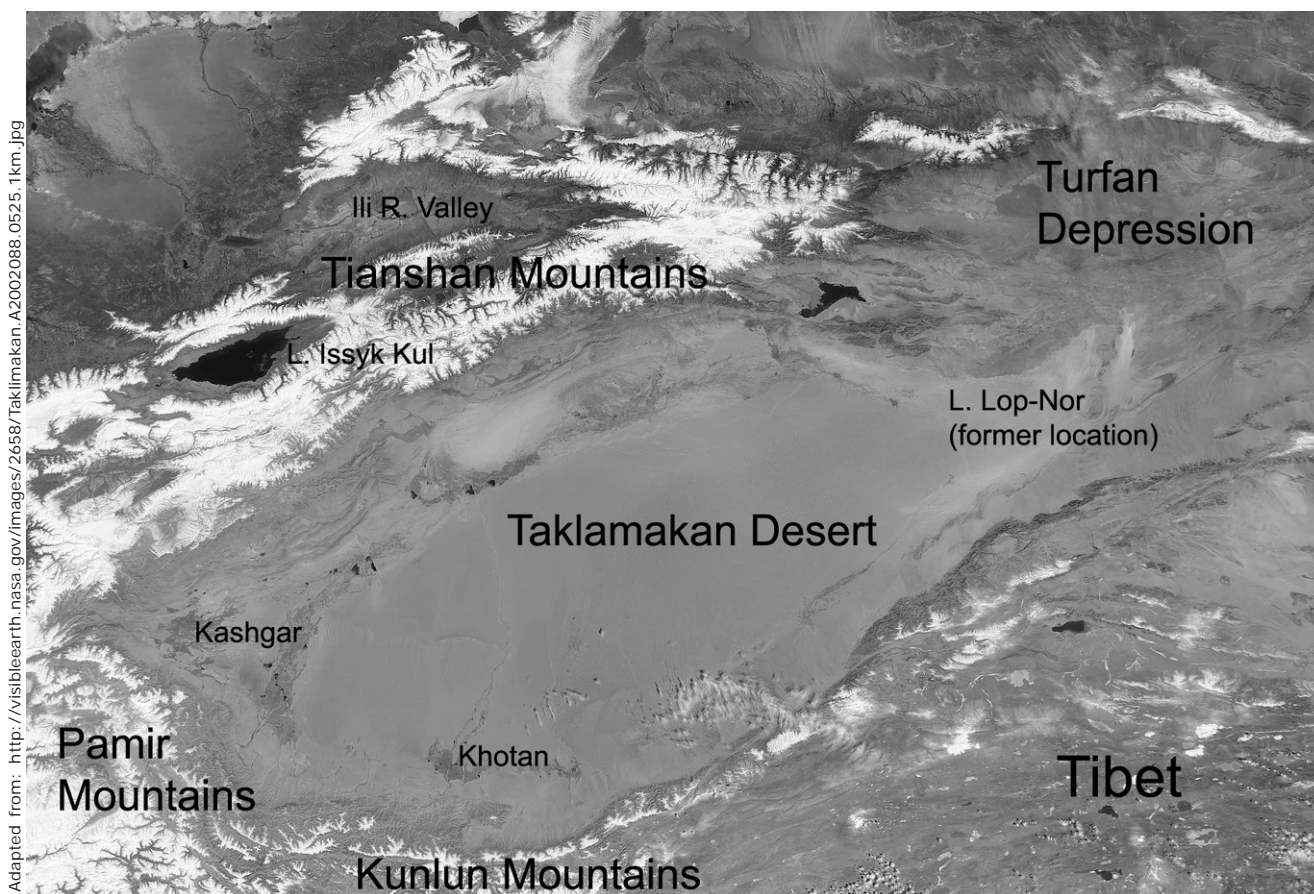 Adapted from: http://visibleearth.nasa.gov/images/2658/Taklimakan.A2002088.0525.1km.jpg
Turfan
Depression
Ili R. Valley
Tianshan Mountains
L. Issyk Kul
L. Lop-Nor
(former location)
Taklamakan Desert
Kashgar
Pamir
Mountains
Khotan
Tibet
Kunlun Mountains